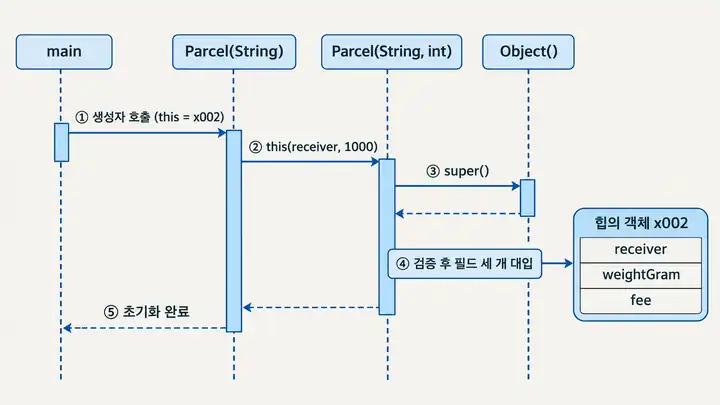 main
Parcel(String)
Parcel(String, int)
Object()
① 생성자 호출 (this = x002)
② this(receiver, 1000)
③ super()
힙의 객체 x002
receiver
④ 검증 후 필드 세 개 대입
weightGram
fee
⑤ 초기화 완료